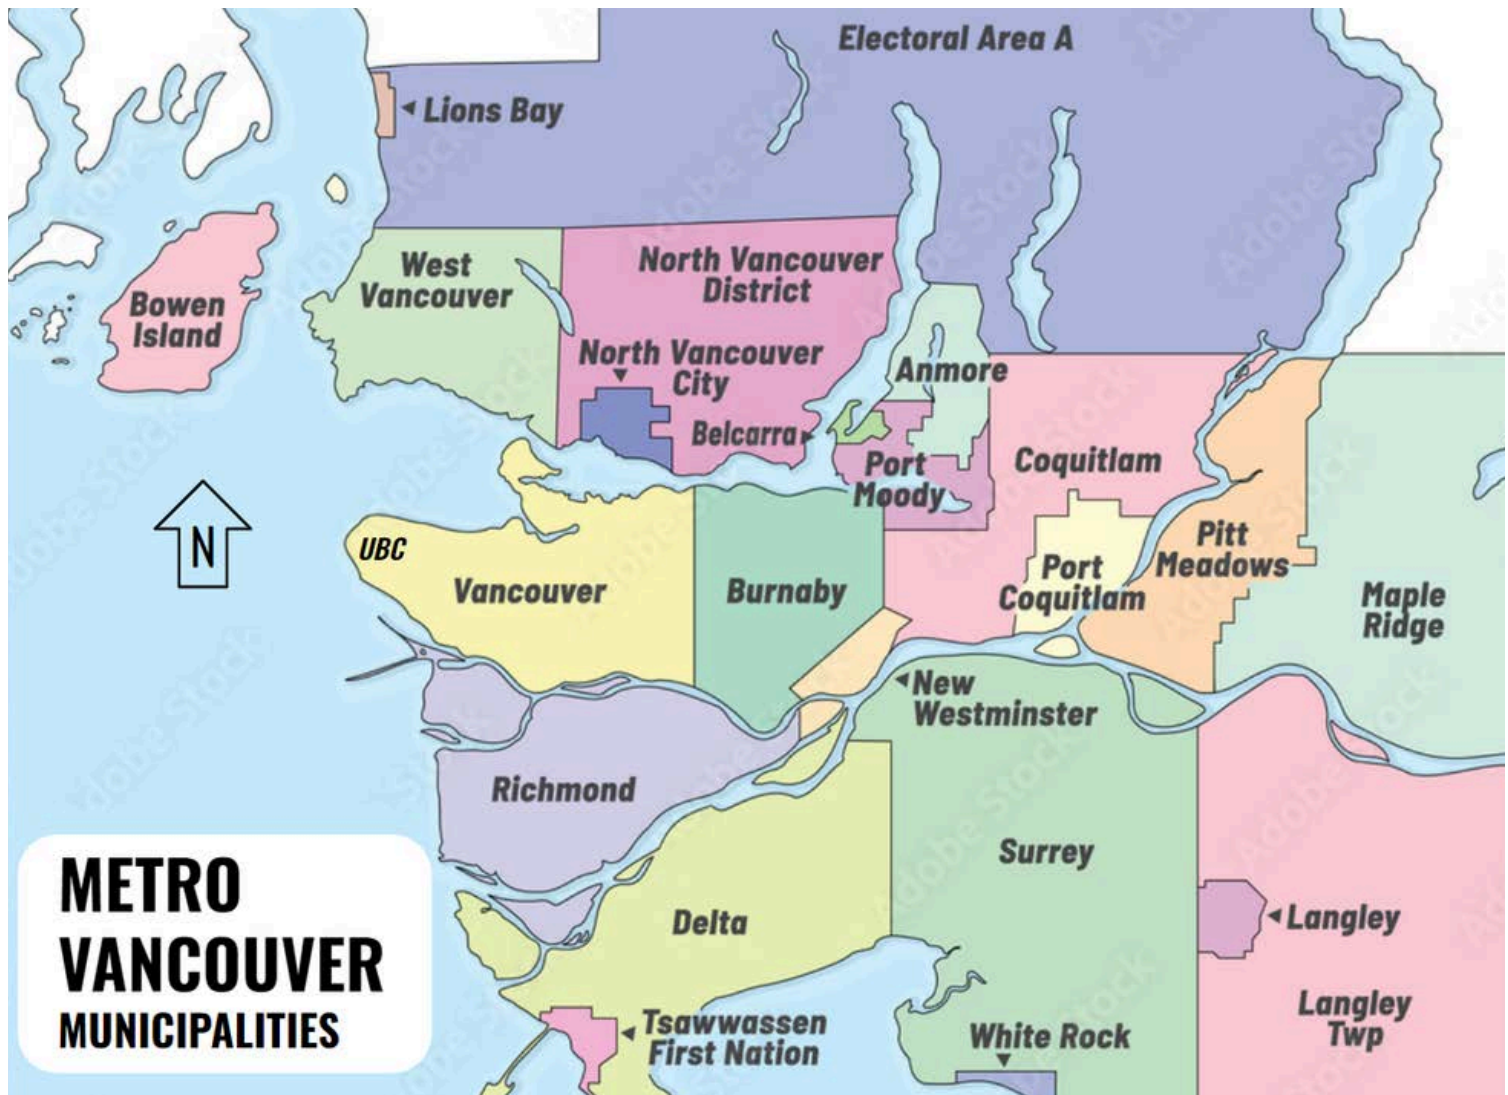 Electoral Area A
Lions Bay
West
Vancouver
North Vancouver
District
Bowen
Island
North Vancouver
City
Anmore
Belcarra
Port
Moody
Coquitlam
N
UBC
Vancouver
Burnaby
Port
Coquitlam
Pitt
Meadows
Maple
Ridge
New
Westminster
Richmond
Surrey
Delta
Langley
Langley
Twp
Tsawwassen
First Nation
White Rock
METRO
VANCOUVER
MUNICIPALITIES
Adobe Stock